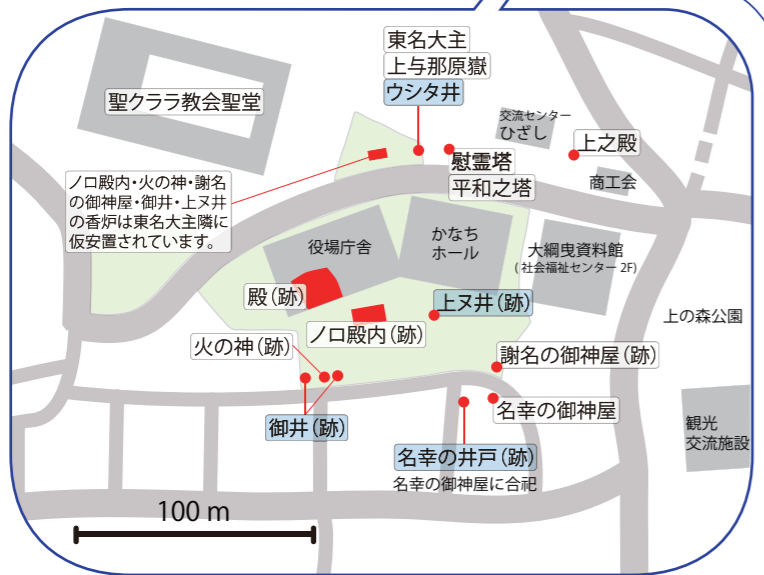 東名大主
上与那原嶽
ウシタ井
聖クララ教会聖堂
交流センター
ひざし
上之殿
慰霊塔
平和之塔
商工会
ノロ殿内・火の神・謝名
の御神屋・御井・上ヌ井
の香炉は東名大主隣に
仮安置されています。
役場庁舎
かなち
ホール
大綱曳資料館
(社会福祉センター2F)
殿(跡)
上ヌ井(跡)
上の森公園
ノロ殿内(跡)
火の神(跡)
謝名の御神屋(跡)
名幸の御神屋
御井(跡)
観光
交流施設
名幸の井戸(跡)
名幸の御神屋に合祀
100 m